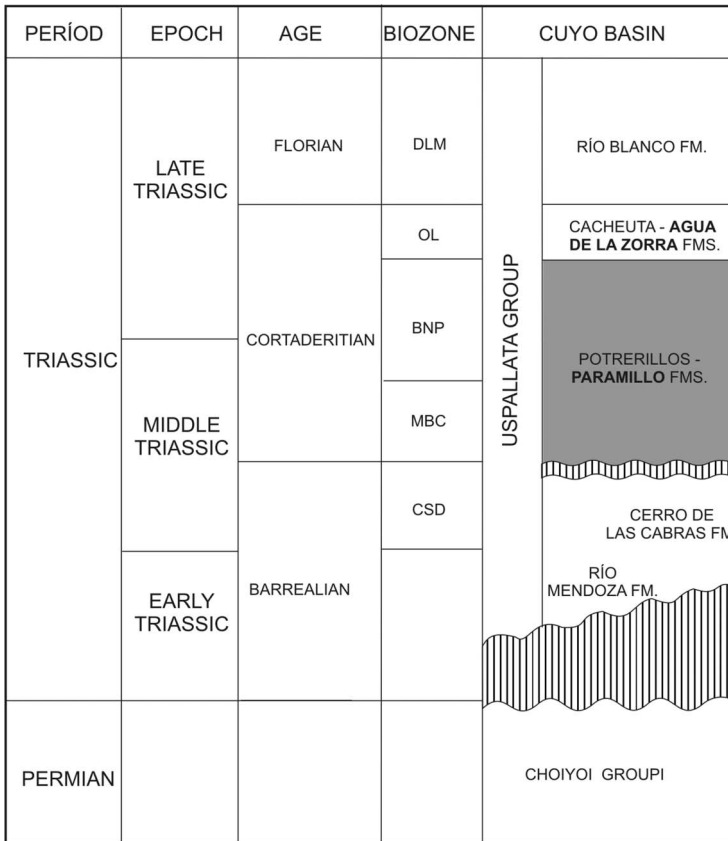 PERÍOD EPOCH AGE BIOZONE CUYO BASIN
FLORIAN DLM RÍO BLANCO FM.
LATE
TRIASSIC
OL
CACHEUTA - AGUA
DE LA ZORRA FMS.
USPALLATA GROUP
BNP
CORTADERITIAN
TRIASSIC
POTRERILLOS -
PARAMILLO FMS.
MIDDLE
TRIASSIC
MBC
CSD
CERRO DE
LAS CABRAS FM
RÍO
MENDOZA FM.
BARREALIAN
EARLY
TRIASSIC
PERMIAN
CHOIYOI GROUPI